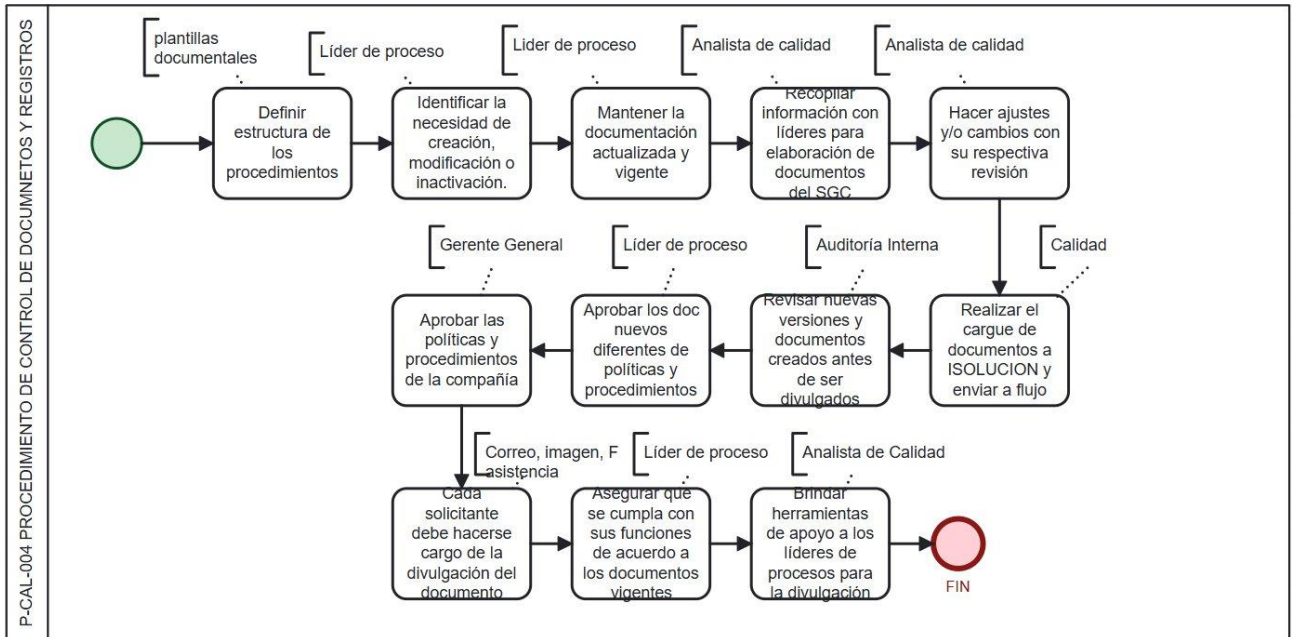 P-CAL-004 PROCEDIMIENTO DE CONTROL DE DOCUMNETOS Y REGISTROS
plantillas
documentales
Líder de proceso
Lider de proceso
Analista de calidad
Analista de calidad
Definir
estructura de
los
procedimientos
Identificar la
necesidad de
creación,
modificación o
inactivación.
Mantener la
documentación
actualizada y
vigente
Recopilar
información con
líderes para
elaboración de
documentos
del SGC
Hacer ajustes
y/o cambios con
su respectiva
revisión
Gerente General
Líder de proceso
Auditoría Interna
Calidad
Aprobar las
políticas y
procedimientos
de la compañía
Aprobar los doc
nuevos
diferentes de
políticas y
procedimientos
Revisar nuevas
versiones y
documentos
creados antes
de ser
divulgados
Realizar el
cargue de
documentos a
ISOLUCION y
enviar a flujo
Correo, imagen, F
asistencia
Líder de proceso
Analista de Calidad
Cada
solicitante
debe hacerse
cargo de la
divulgación del
documento
Asegurar que
se cumpla con
sus funciones
de acuerdo a
los documentos
vigentes
Brindar
herramientas
de apoyo a los
líderes de
procesos para
la divulgación
FIN